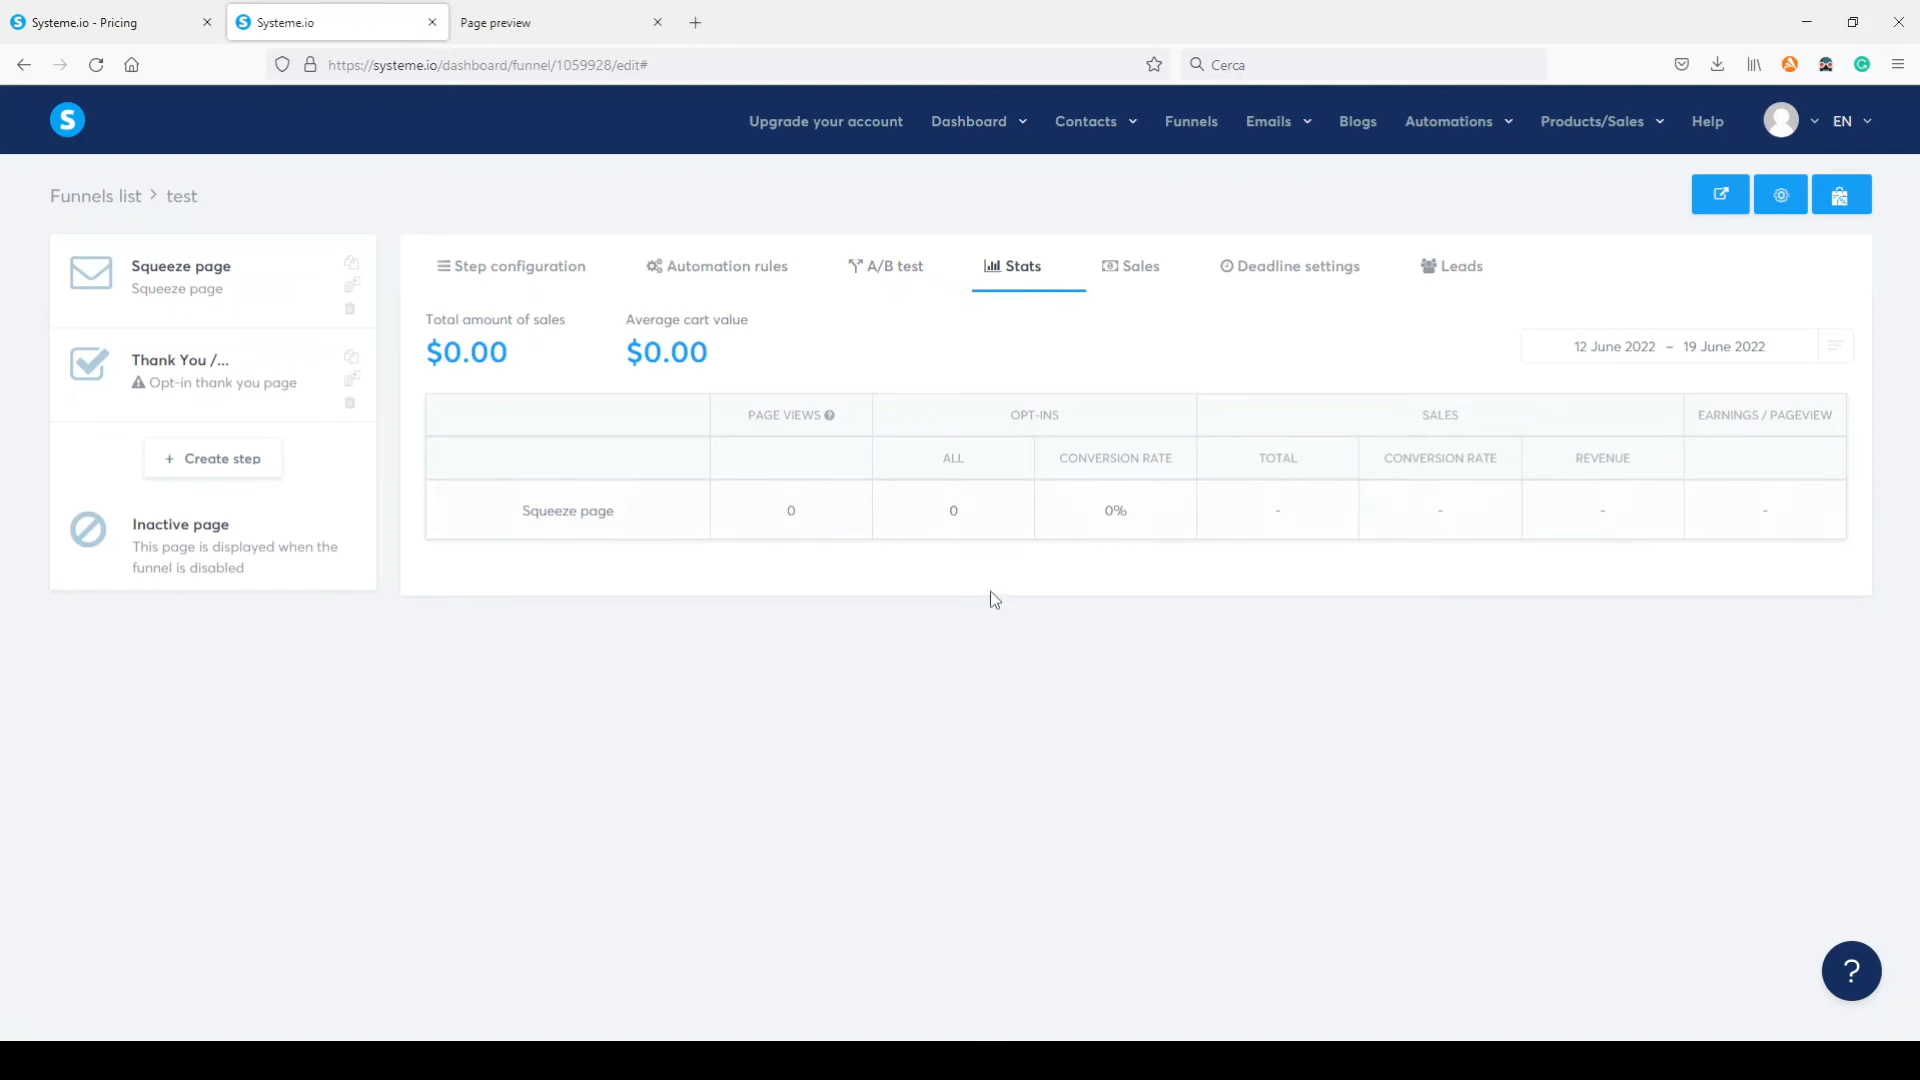 Systeme.io - Pricing
Systeme.io
Page preview
https://systeme.io/dashboard/funnel/1059928/edit#
Cerca
S
Upgrade your account
Dashboard
Contacts
Funnels
Emails
Blogs
Automations
Products/Sales
Help
EN
Funnels list > test
Squeeze page
Squeeze page
Thank You /...
Opt-in thank you page
+ Create step
Inactive page
This page is displayed when the
funnel is disabled
Step configuration
Automation rules
A/B test
Stats
Sales
Deadline settings
Leads
Total amount of sales
$0.00
Average cart value
$0.00
12 June 2022 – 19 June 2022
PAGE VIEWS
OPT-INS
SALES
EARNINGS / PAGEVIEW
ALL
CONVERSION RATE
TOTAL
CONVERSION RATE
REVENUE
Squeeze page
0
0
0%
-
-
-
-
?